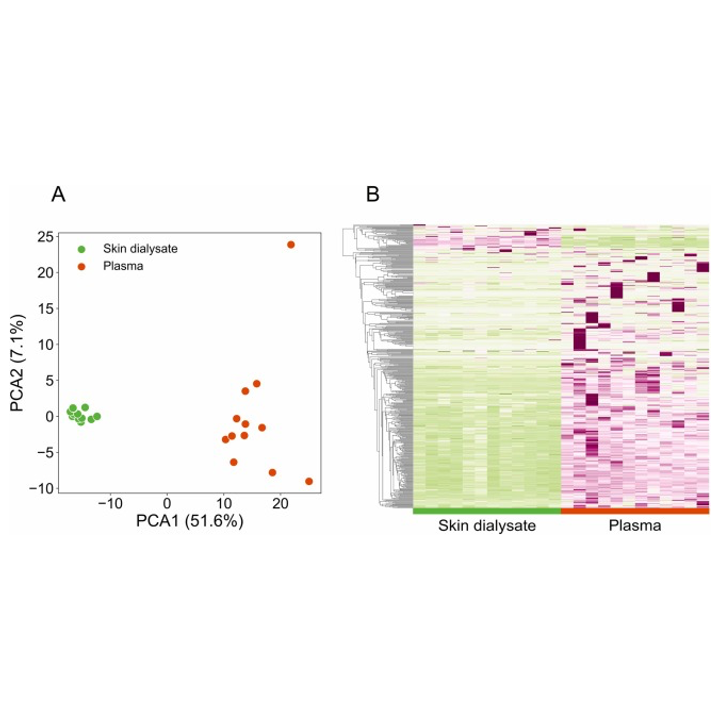 A
B
25
20
15
10
5
0
−5
−10
PCA2 (7.1%)
Skin dialysate
Plasma
−10
0
10
20
PCA1 (51.6%)
Skin dialysate
Plasma